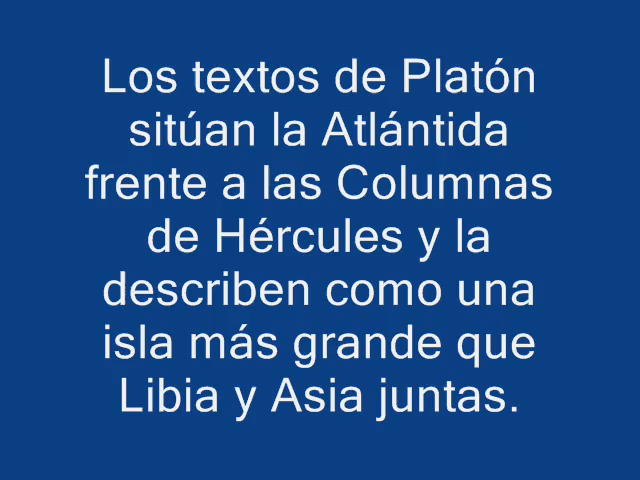 Los textos de Platón
sitúan la Atlántida
frente a las Columnas
de Hércules y la
describen como una
isla más grande que
Libia y Asia juntas.